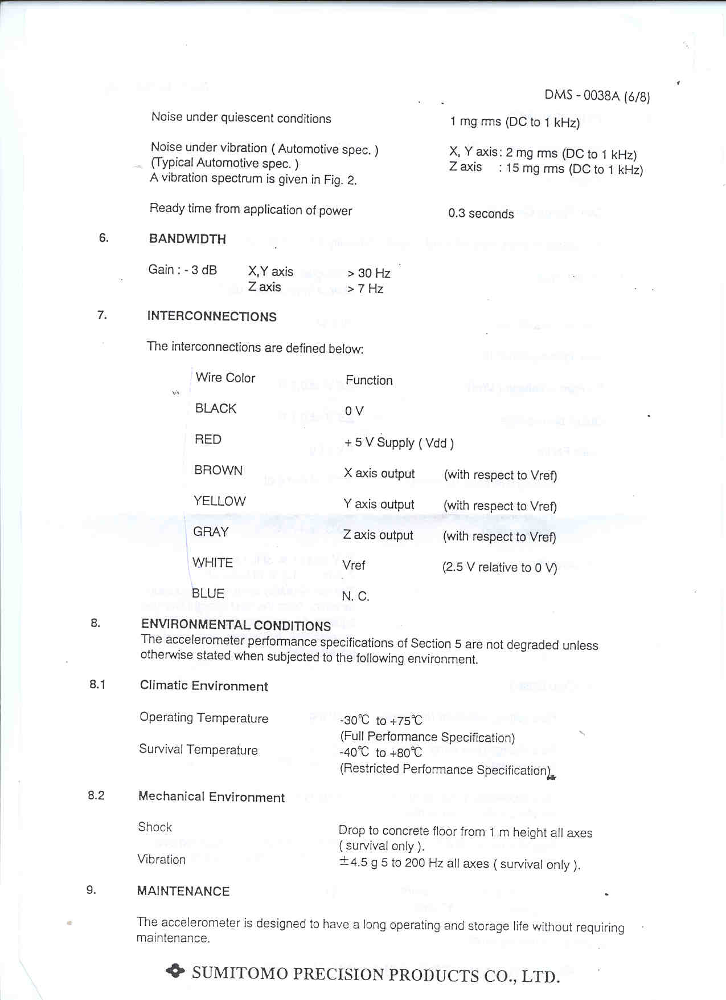 DMS - 0038A (6/8)
Noise under quiescent conditions 1 mg rms (DC to 1 kHz)
Noise under vibration ( Automotive spec. ) X, Y axis : 2 mg rms (DC to 1 kHz)
(Typical Automotive spec. ) Z axis : 15 mg rms (DC to 1 kHz)
A vibration spectrum is given in Fig. 2.
Ready time from application of power 0.3 seconds
6. BANDWIDTH
Gain : - 3 dB X,Y axis > 30 Hz
Z axis > 7 Hz
7. INTERCONNECTIONS
The interconnections are defined below:
Wire Color Function
BLACK 0 V
RED + 5 V Supply ( Vdd )
BROWN X axis output (with respect to Vref)
YELLOW Y axis output (with respect to Vref)
GRAY Z axis output (with respect to Vref)
WHITE Vref (2.5 V relative to 0 V)
BLUE N. C.
8. ENVIRONMENTAL CONDITIONS
The accelerometer performance specifications of Section 5 are not degraded unless
otherwise stated when subjected to the following environment.
8.1 Climatic Environment
Operating Temperature -30℃ to +75℃
(Full Performance Specification)
Survival Temperature -40℃ to +80℃
(Restricted Performance Specification)
8.2 Mechanical Environment
Shock Drop to concrete floor from 1 m height all axes
( survival only ).
Vibration ±4.5 g 5 to 200 Hz all axes ( survival only ).
9. MAINTENANCE
The accelerometer is designed to have a long operating and storage life without requiring
maintenance.
SUMITOMO PRECISION PRODUCTS CO., LTD.